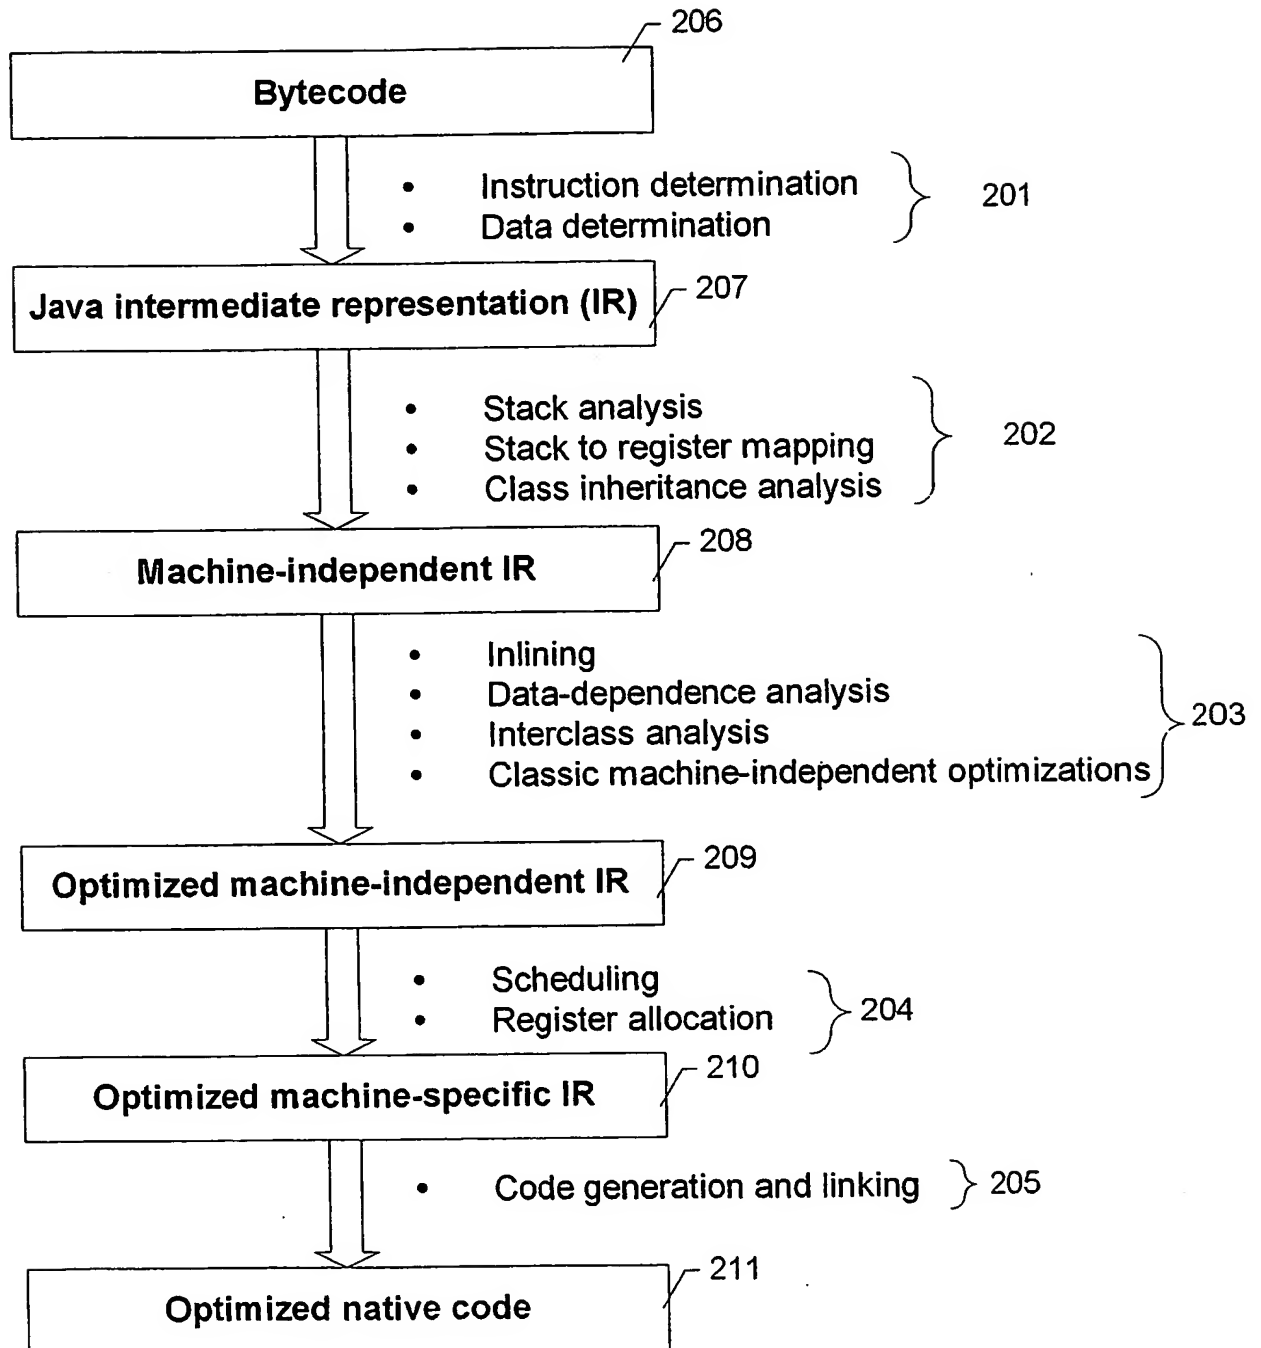 206
Bytecode
• Instruction determination
• Data determination
201
Java intermediate representation (IR)
207
• Stack analysis
• Stack to register mapping
• Class inheritance analysis
202
208
Machine-independent IR
• Inlining
• Data-dependence analysis
• Interclass analysis
• Classic machine-independent optimizations
203
209
Optimized machine-independent IR
• Scheduling
• Register allocation
204
210
Optimized machine-specific IR
• Code generation and linking
205
211
Optimized native code